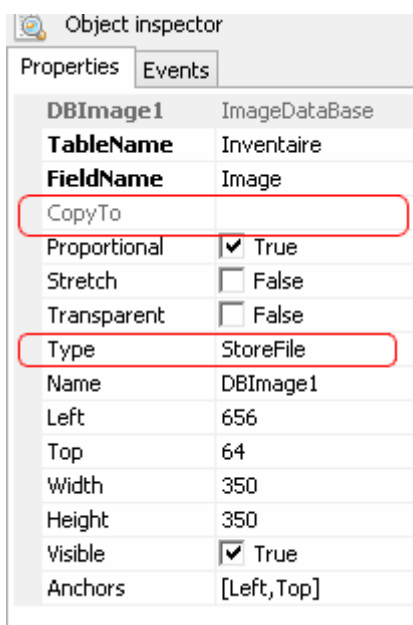 Object inspector
Properties Events
DBImage1 ImageDataBase
TableName Inventaire
FieldName Image
CopyTo
Proportional True
Stretch False
Transparent False
Type StoreFile
Name DBImage1
Left 656
Top 64
Width 350
Height 350
Visible True
Anchors [Left,Top]